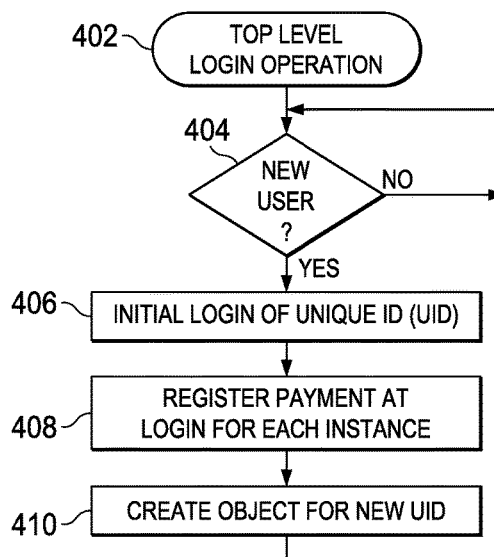 402
TOP LEVEL
LOGIN OPERATION
404
NEW
USER
?
NO
YES
406
INITIAL LOGIN OF UNIQUE ID (UID)
408
REGISTER PAYMENT AT
LOGIN FOR EACH INSTANCE
410
CREATE OBJECT FOR NEW UID